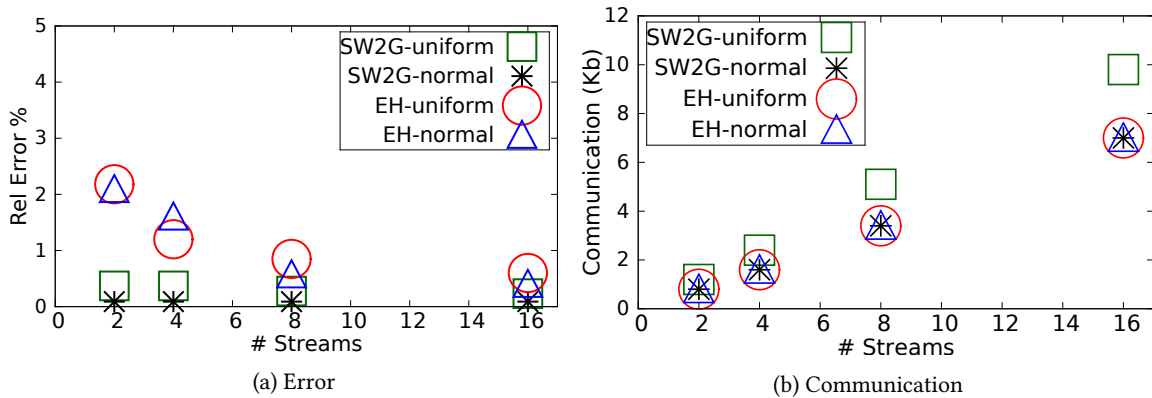 5
4
3
2
1
0
Rel Error %
SW2G-uniform
SW2G-normal
EH-uniform
EH-normal
0 2 4 6 8 10 12 14 16
# Streams
(a) Error
12
10
8
6
4
2
0
Communication (Kb)
SW2G-uniform
SW2G-normal
EH-uniform
EH-normal
0 2 4 6 8 10 12 14 16
# Streams
(b) Communication